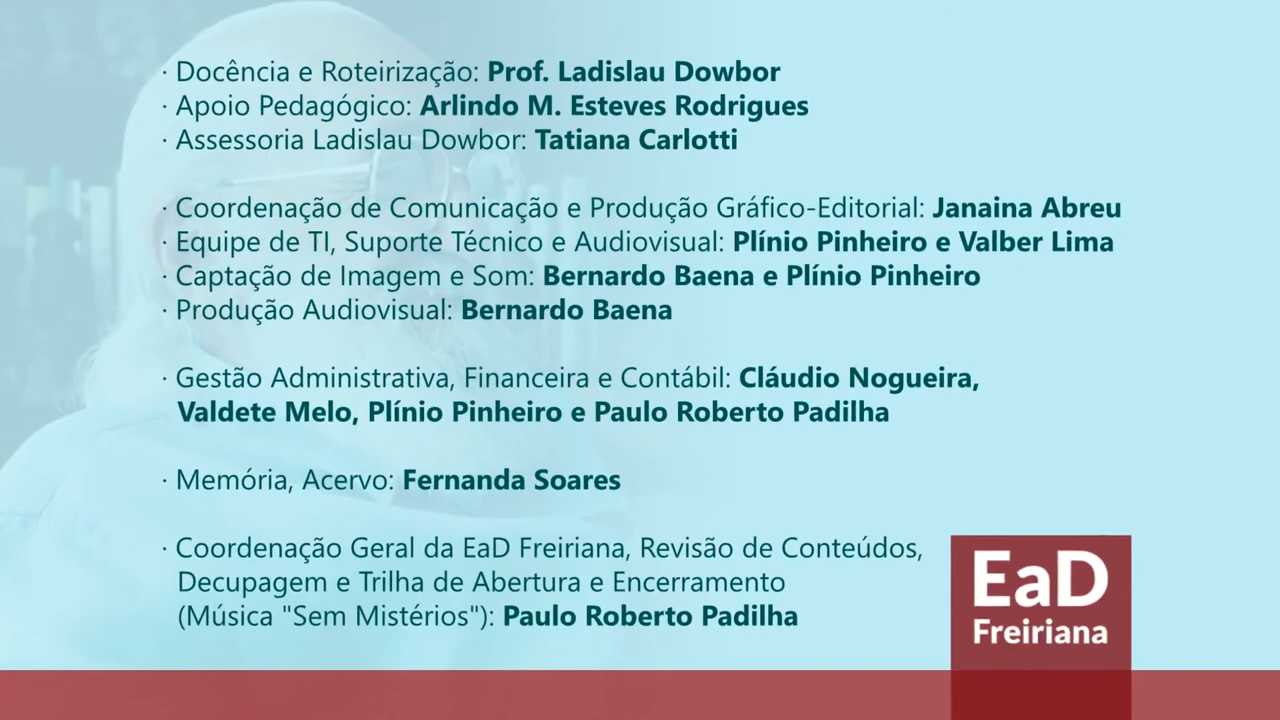 · Docência e Roteirização: Prof. Ladislau Dowbor
· Apoio Pedagógico: Arlindo M. Esteves Rodrigues
· Assessoria Ladislau Dowbor: Tatiana Carlotti
· Coordenação de Comunicação e Produção Gráfico-Editorial: Janaina Abreu
· Equipe de TI, Suporte Técnico e Audiovisual: Plínio Pinheiro e Valber Lima
· Captação de Imagem e Som: Bernardo Baena e Plínio Pinheiro
· Produção Audiovisual: Bernardo Baena
· Gestão Administrativa, Financeira e Contábil: Cláudio Nogueira,
Valdete Melo, Plínio Pinheiro e Paulo Roberto Padilha
· Memória, Acervo: Fernanda Soares
· Coordenação Geral da EaD Freiriana, Revisão de Conteúdos,
Decupagem e Trilha de Abertura e Encerramento
(Música "Sem Mistérios"): Paulo Roberto Padilha
EaD
Freiriana